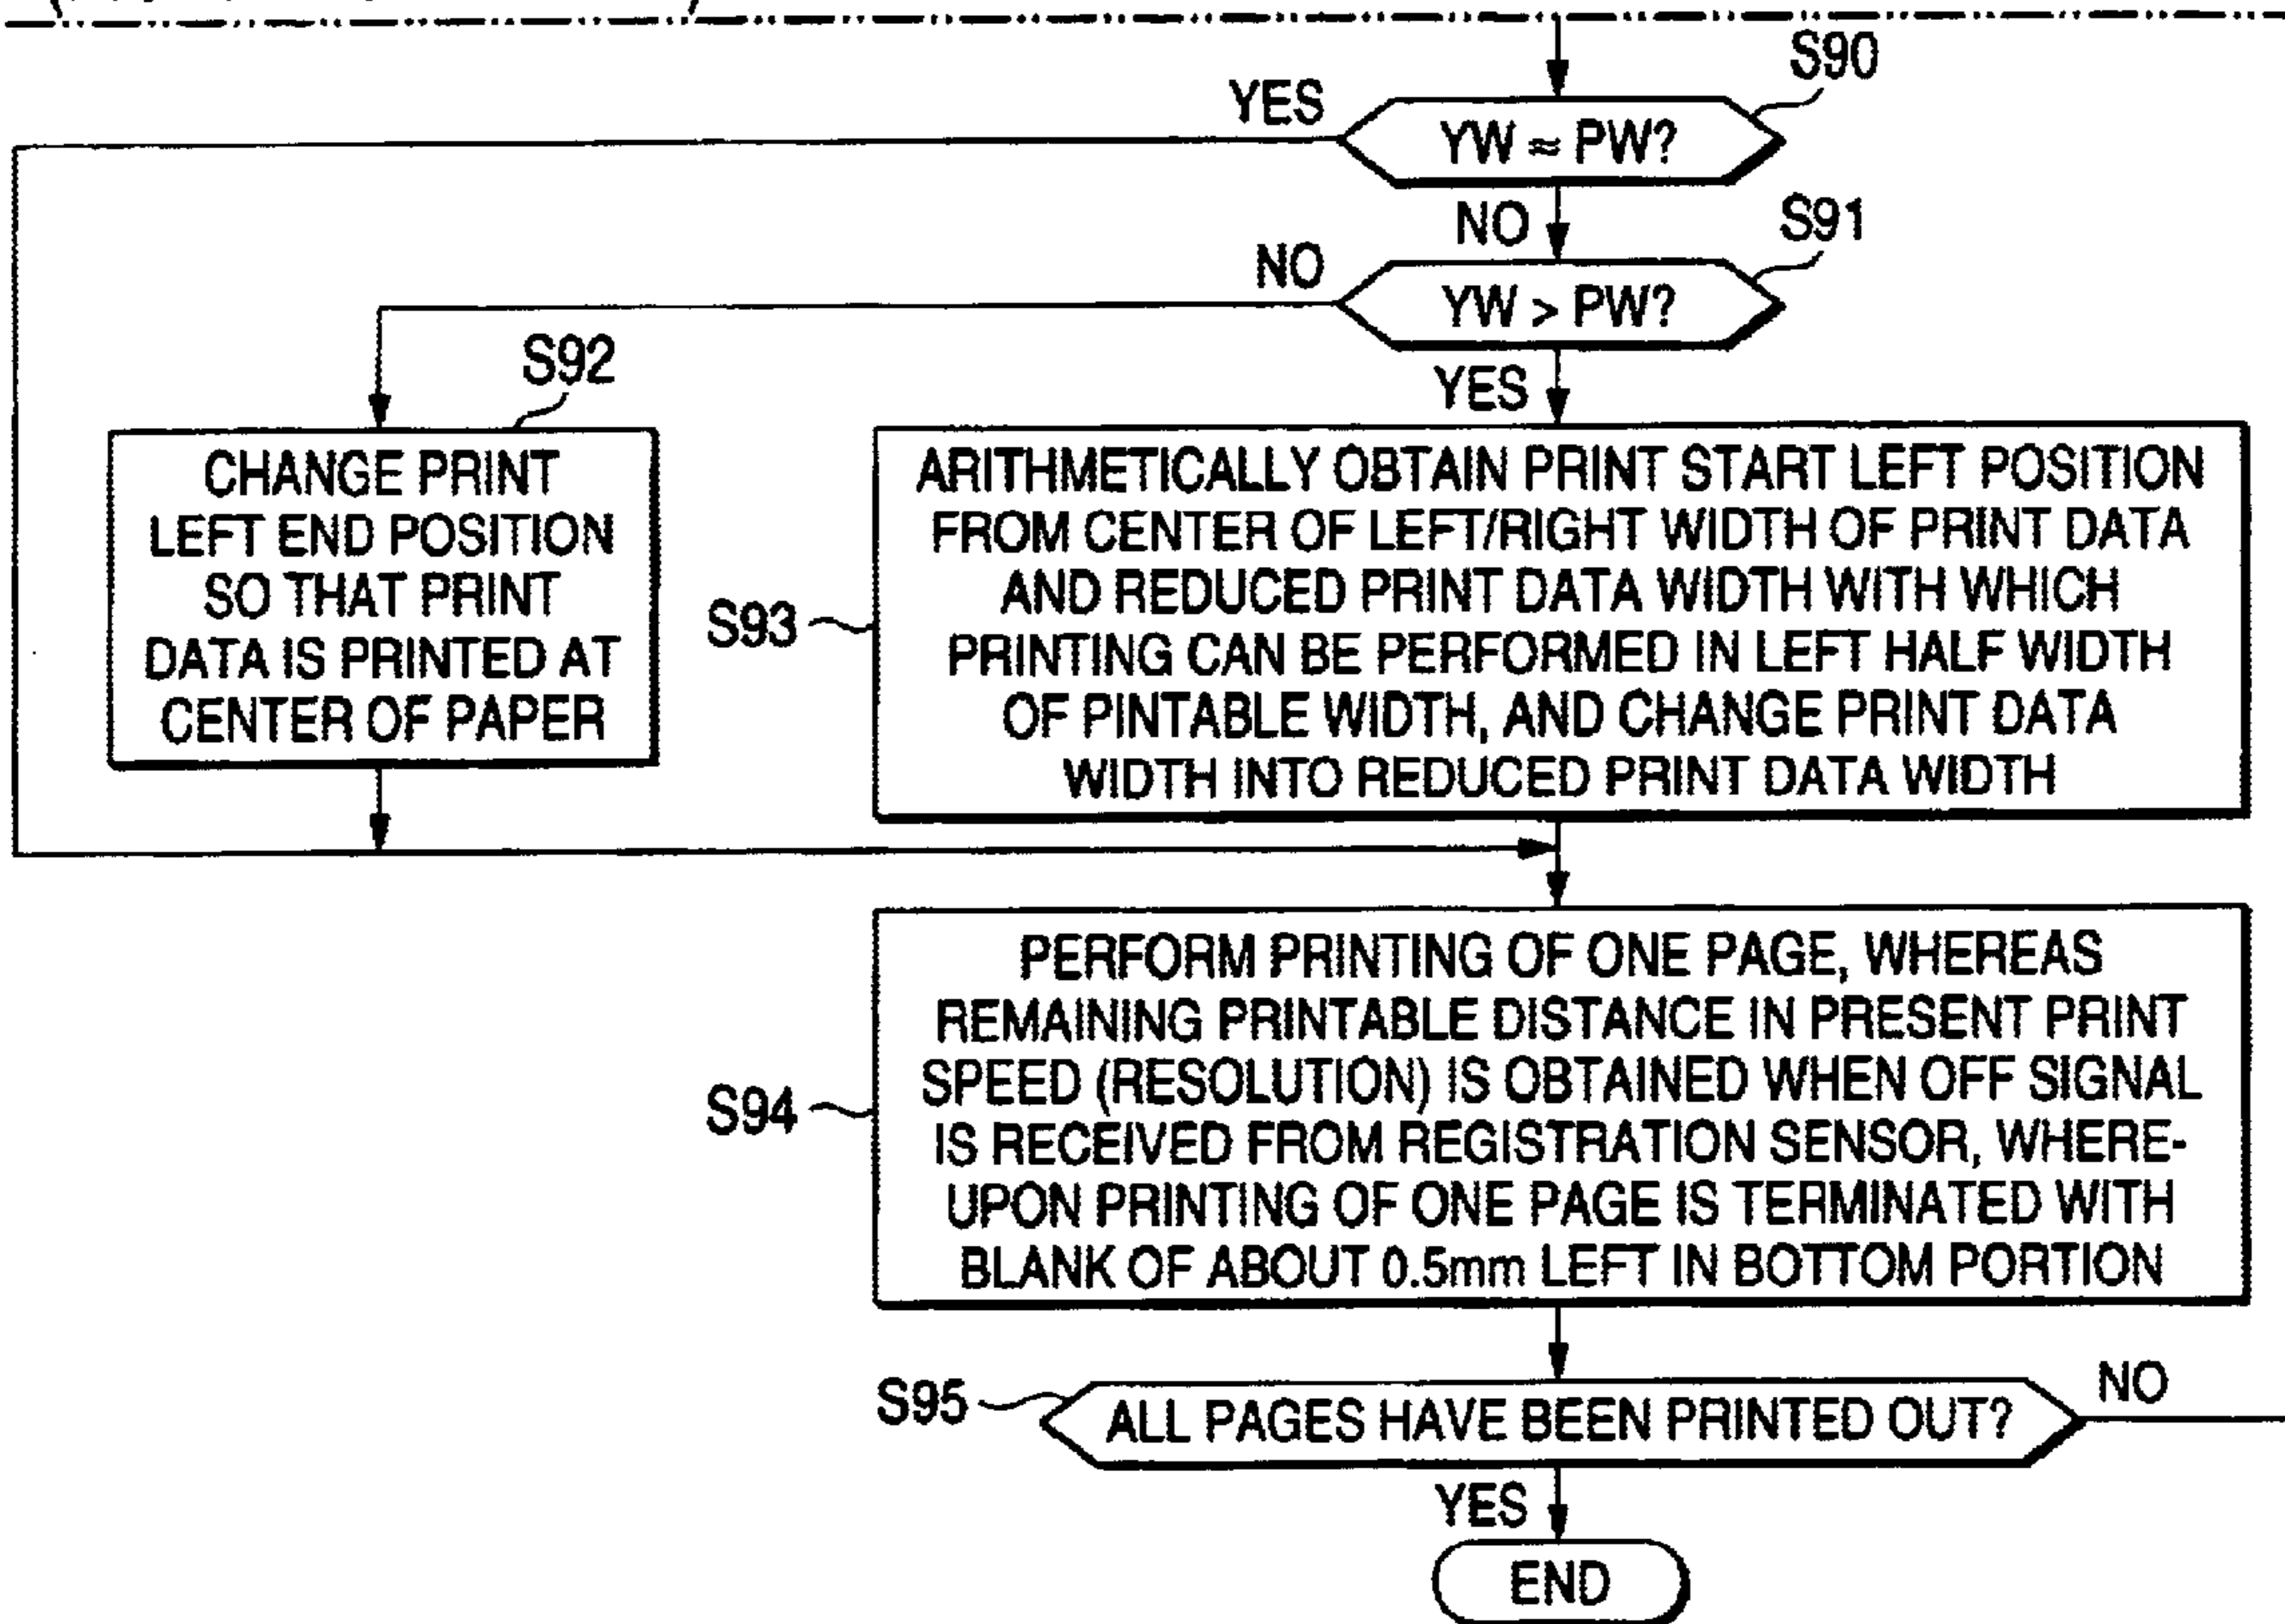 S90
YES
YW ≈ PW?
NO
S91
NO
YW > PW?
S92
YES
CHANGE PRINT
LEFT END POSITION
SO THAT PRINT
DATA IS PRINTED AT
CENTER OF PAPER
S93
ARITHMETICALLY OBTAIN PRINT START LEFT POSITION
FROM CENTER OF LEFT/RIGHT WIDTH OF PRINT DATA
AND REDUCED PRINT DATA WIDTH WITH WHICH
PRINTING CAN BE PERFORMED IN LEFT HALF WIDTH
OF PINTABLE WIDTH, AND CHANGE PRINT DATA
WIDTH INTO REDUCED PRINT DATA WIDTH
S94
PERFORM PRINTING OF ONE PAGE, WHEREAS
REMAINING PRINTABLE DISTANCE IN PRESENT PRINT
SPEED (RESOLUTION) IS OBTAINED WHEN OFF SIGNAL
IS RECEIVED FROM REGISTRATION SENSOR, WHERE-
UPON PRINTING OF ONE PAGE IS TERMINATED WITH
BLANK OF ABOUT 0.5mm LEFT IN BOTTOM PORTION
S95
ALL PAGES HAVE BEEN PRINTED OUT?
NO
YES
END